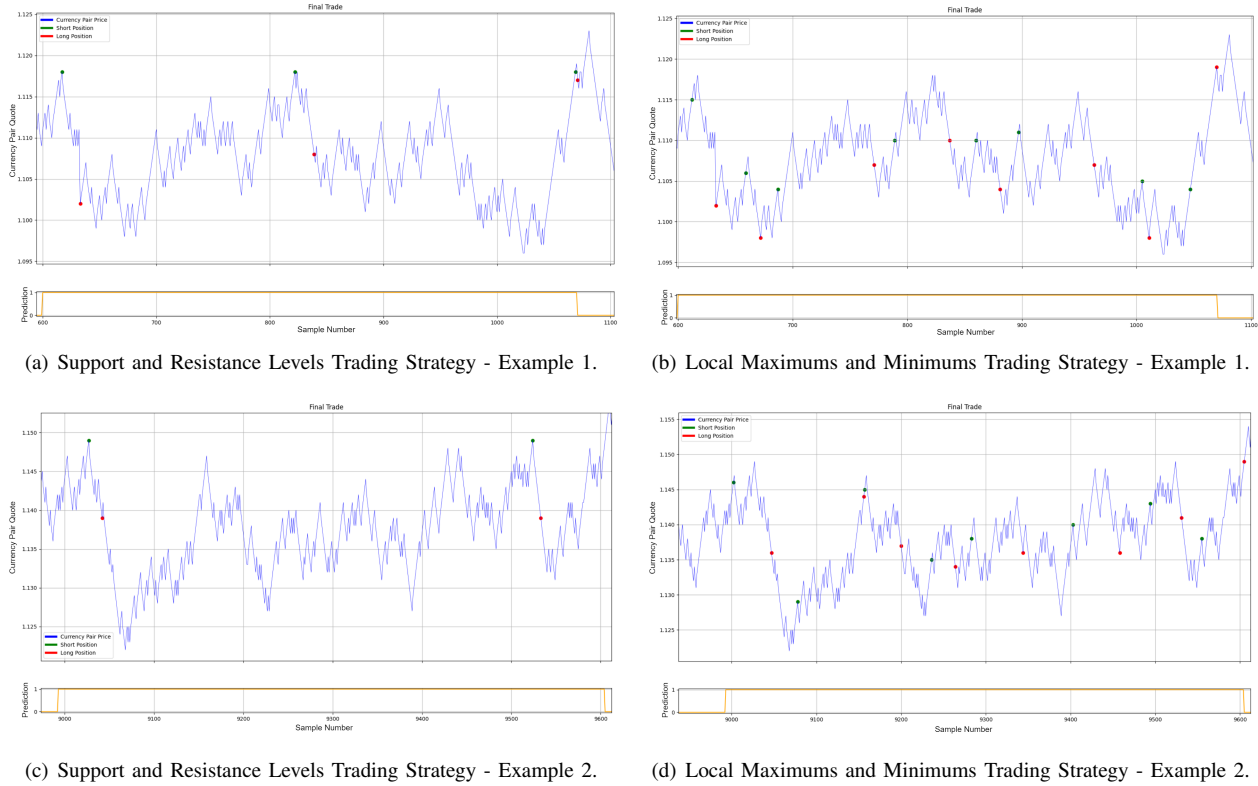 Final Trade
1.125
1.120
1.115
1.110
1.105
1.100
1.095
Currency Pair Quote
Currency Pair Price
Short Position
Long Position
1
0
Prediction
600 700 800 900 1000 1100
Sample Number
(a) Support and Resistance Levels Trading Strategy - Example 1.
Final Trade
1.125
1.120
1.115
1.110
1.105
1.100
1.095
Currency Pair Quote
Currency Pair Price
Short Position
Long Position
1
0
Prediction
600 700 800 900 1000 1100
Sample Number
(b) Local Maximums and Minimums Trading Strategy - Example 1.
Final Trade
1.150
1.145
1.140
1.135
1.130
1.125
Currency Pair Quote
Currency Pair Price
Short Position
Long Position
1
0
Prediction
9000 9100 9200 9300 9400 9500 9600
Sample Number
(c) Support and Resistance Levels Trading Strategy - Example 2.
Final Trade
1.155
1.150
1.145
1.140
1.135
1.130
1.125
1.120
Currency Pair Quote
Currency Pair Price
Short Position
Long Position
1
0
Prediction
9000 9100 9200 9300 9400 9500 9600
Sample Number
(d) Local Maximums and Minimums Trading Strategy - Example 2.